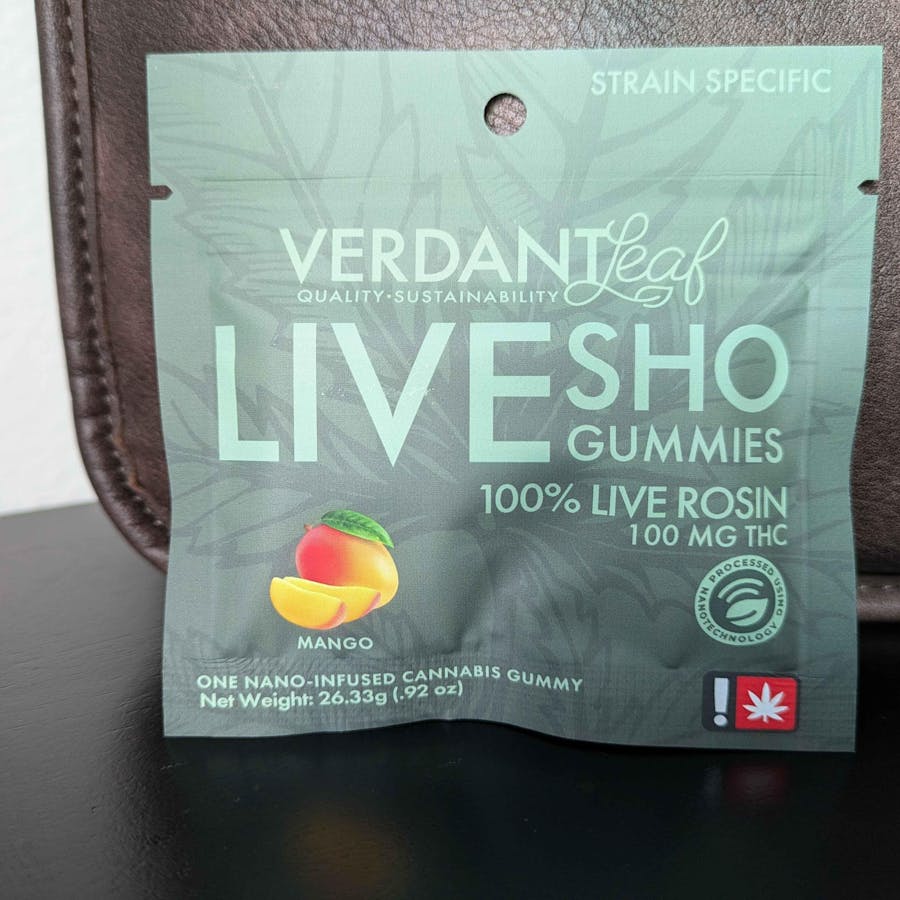 STRAIN SPECIFIC
VERDANT Leaf
QUALITY•SUSTAINABILITY
LIVE SHO
GUMMIES
100% LIVE ROSIN
100 MG THC
PROCESSED USING NANOTECHNOLOGY
MANGO
ONE NANO-INFUSED CANNABIS GUMMY
Net Weight: 26.33g (.92 oz)
!